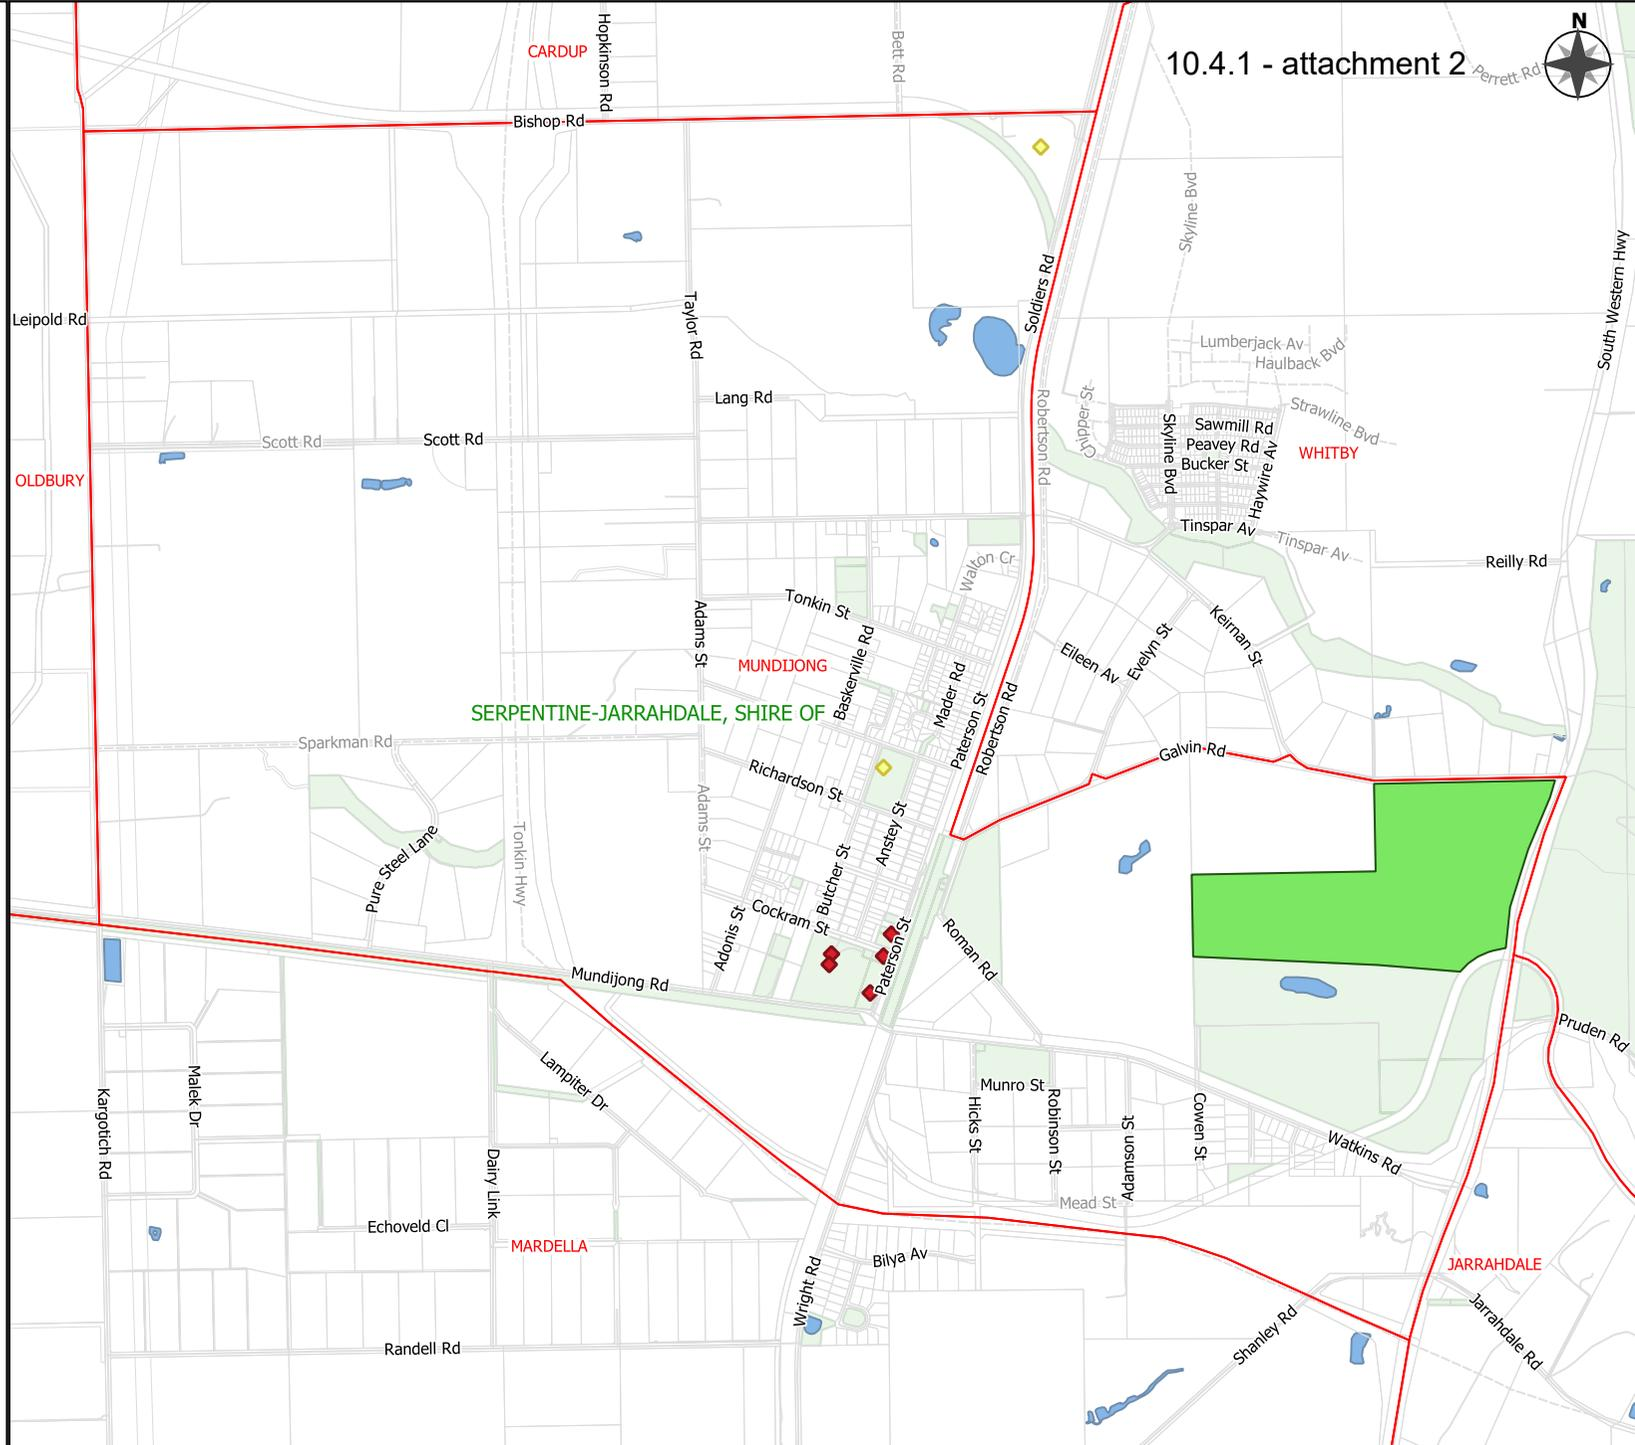 N
10.4.1 - attachment 2
CARDUP
Hopkinson Rd
Bett Rd
Perrett Rd
Bishop Rd
Skyline Bvd
South Western Hwy
Soldiers Rd
Leipold Rd
Taylor Rd
Lumberjack Av
Haulback Bvd
Lang Rd
Robertson Rd
Chipper St
Strawline Bvd
Scott Rd
Scott Rd
Skyline Bvd
Sawmill Rd
Peavey Rd
Bucker St
Haywire Av
WHITBY
OLDBURY
Tinspar Av
Tinspar Av
Reilly Rd
Walton Cr
Tonkin St
Adams St
Baskerville Rd
Keirnan St
Evelyn St
Eileen Av
MUNDIJONG
Mader Rd
Paterson St
Robertson Rd
SERPENTINE-JARRAHDALE, SHIRE OF
Sparkman Rd
Galvin Rd
Richardson St
Adams St
Anstey St
Tonkin Hwy
Pure Steel Lane
Butcher St
Cockram St
Adonis St
Paterson St
Roman Rd
Mundijong Rd
Pruden Rd
Lampiter Dr
Malek Dr
Kargotich Rd
Munro St
Hicks St
Robinson St
Adamson St
Cowen St
Watkins Rd
Dairy Link
Mead St
Echoveld Cl
MARDELLA
Bilya Av
Wright Rd
JARRAHDALE
Jarrahdale Rd
Shanley Rd
Randell Rd